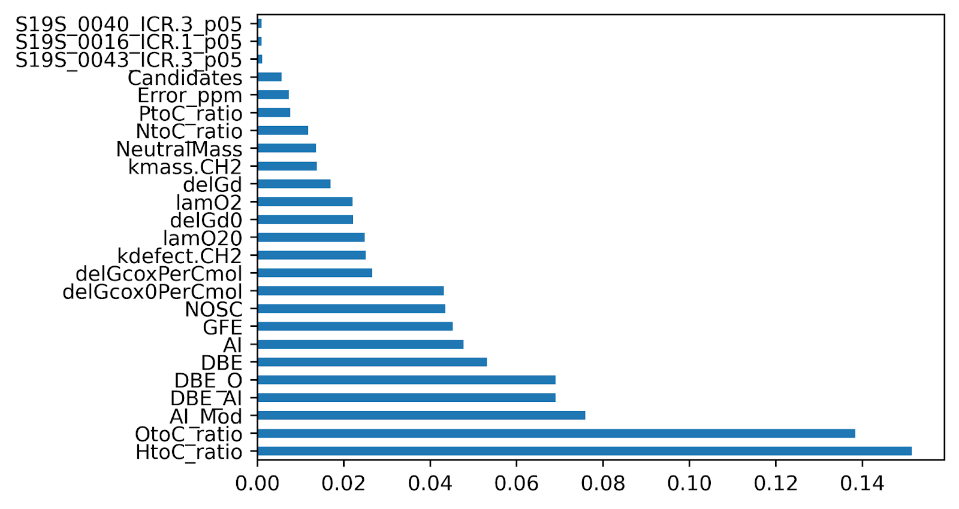 S19S_0040_ICR.3_p05
S19S_0016_ICR.1_p05
S19S_0043_ICR.3_p05
Candidates
Error_ppm
PtoC_ratio
NtoC_ratio
NeutralMass
kmass.CH2
delGd
lamO2
delGd0
lamO20
kdefect.CH2
delGcoxPerCmol
delGcox0PerCmol
NOSC
GFE
AI
DBE
DBE_O
DBE_AI
AI_Mod
OtoC_ratio
HtoC_ratio
0.00 0.02 0.04 0.06 0.08 0.10 0.12 0.14